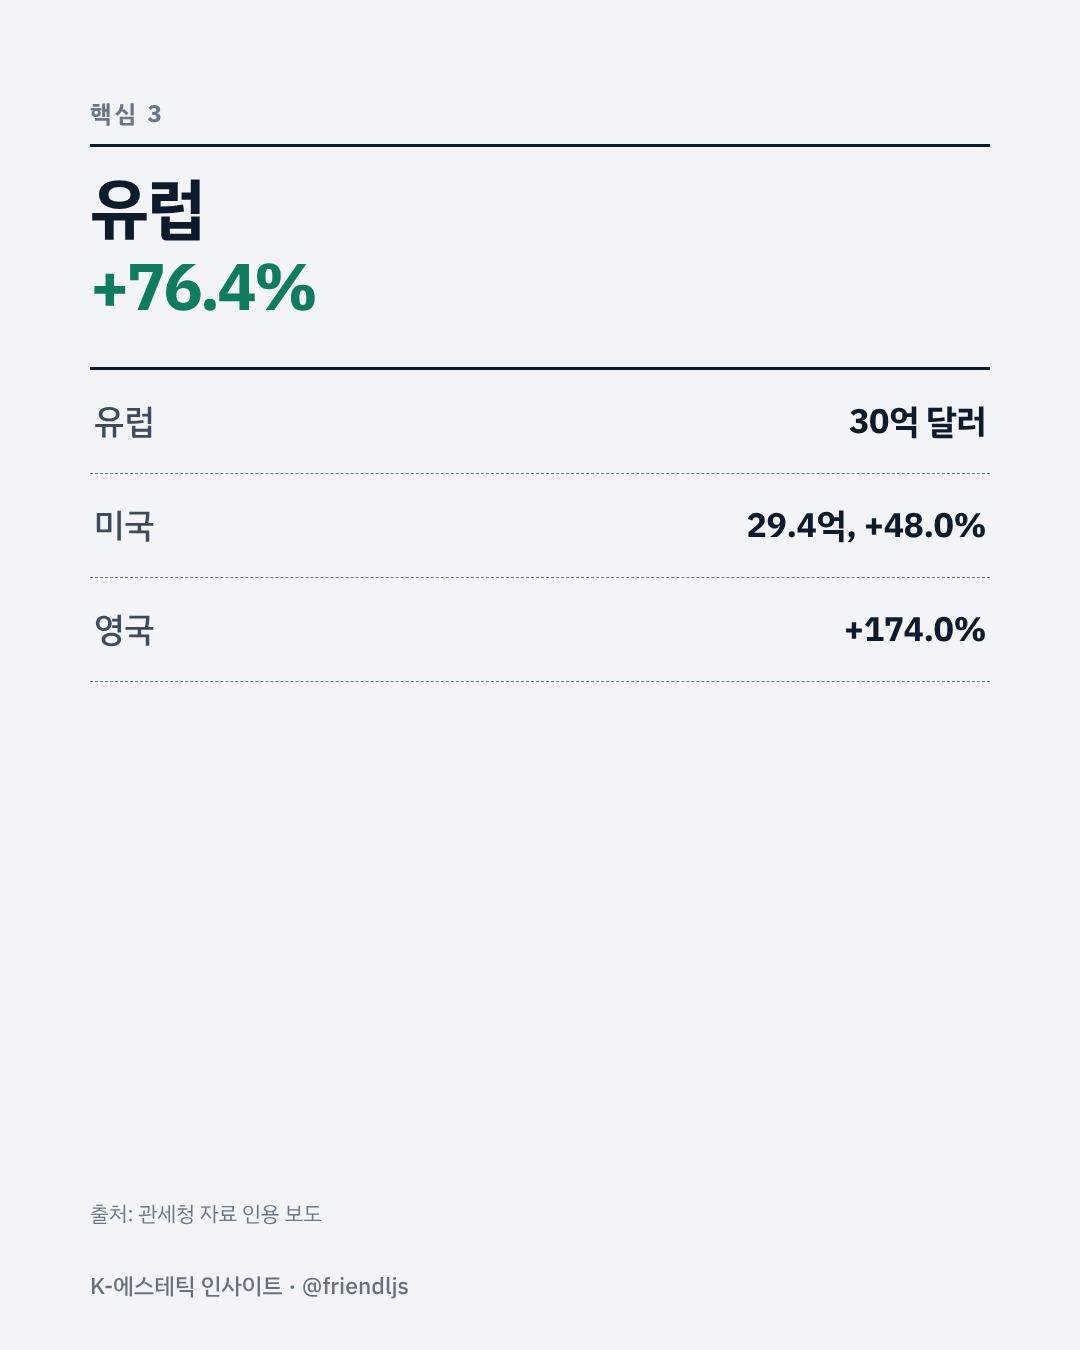 핵심 3
유럽
+76.4%
유럽 30억 달러
미국 29.4억, +48.0%
영국 +174.0%
출처: 관세청 자료 인용 보도
K-에스테틱 인사이트 · @friendljs